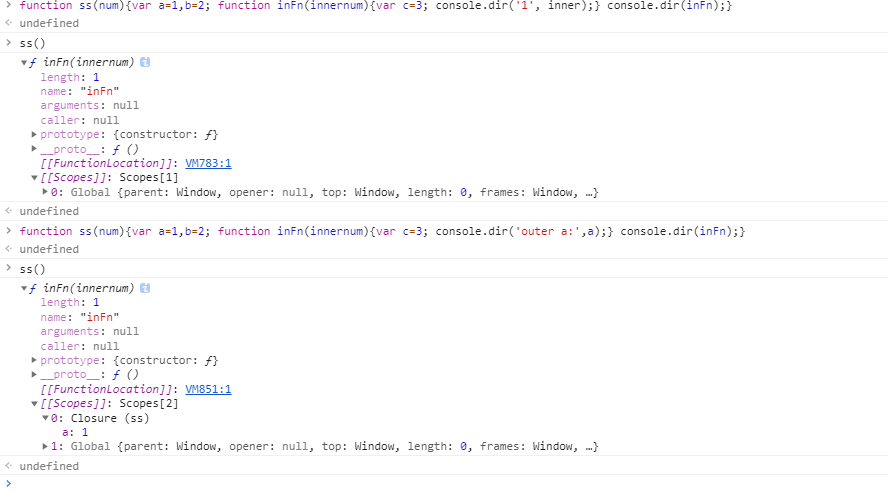 > function ss(num){var a=1,b=2; function inFn(innernum){var c=3; console.dir('1', inner);} console.dir(inFn);}
undefined
> ss()
▼ƒ inFn(innernum) i
length: 1
name: "inFn"
arguments: null
caller: null
▶prototype: {constructor: ƒ}
▶__proto__: ƒ ()
[[FunctionLocation]]: VM783:1
▼[[Scopes]]: Scopes[1]
▶0: Global {parent: Window, opener: null, top: Window, length: 0, frames: Window, …}
undefined
> function ss(num){var a=1,b=2; function inFn(innernum){var c=3; console.dir('outer a:',a);} console.dir(inFn);}
undefined
> ss()
▼ƒ inFn(innernum) i
length: 1
name: "inFn"
arguments: null
caller: null
▶prototype: {constructor: ƒ}
▶__proto__: ƒ ()
[[FunctionLocation]]: VM851:1
▼[[Scopes]]: Scopes[2]
▼0: Closure (ss)
a: 1
▶1: Global {parent: Window, opener: null, top: Window, length: 0, frames: Window, …}
undefined
>